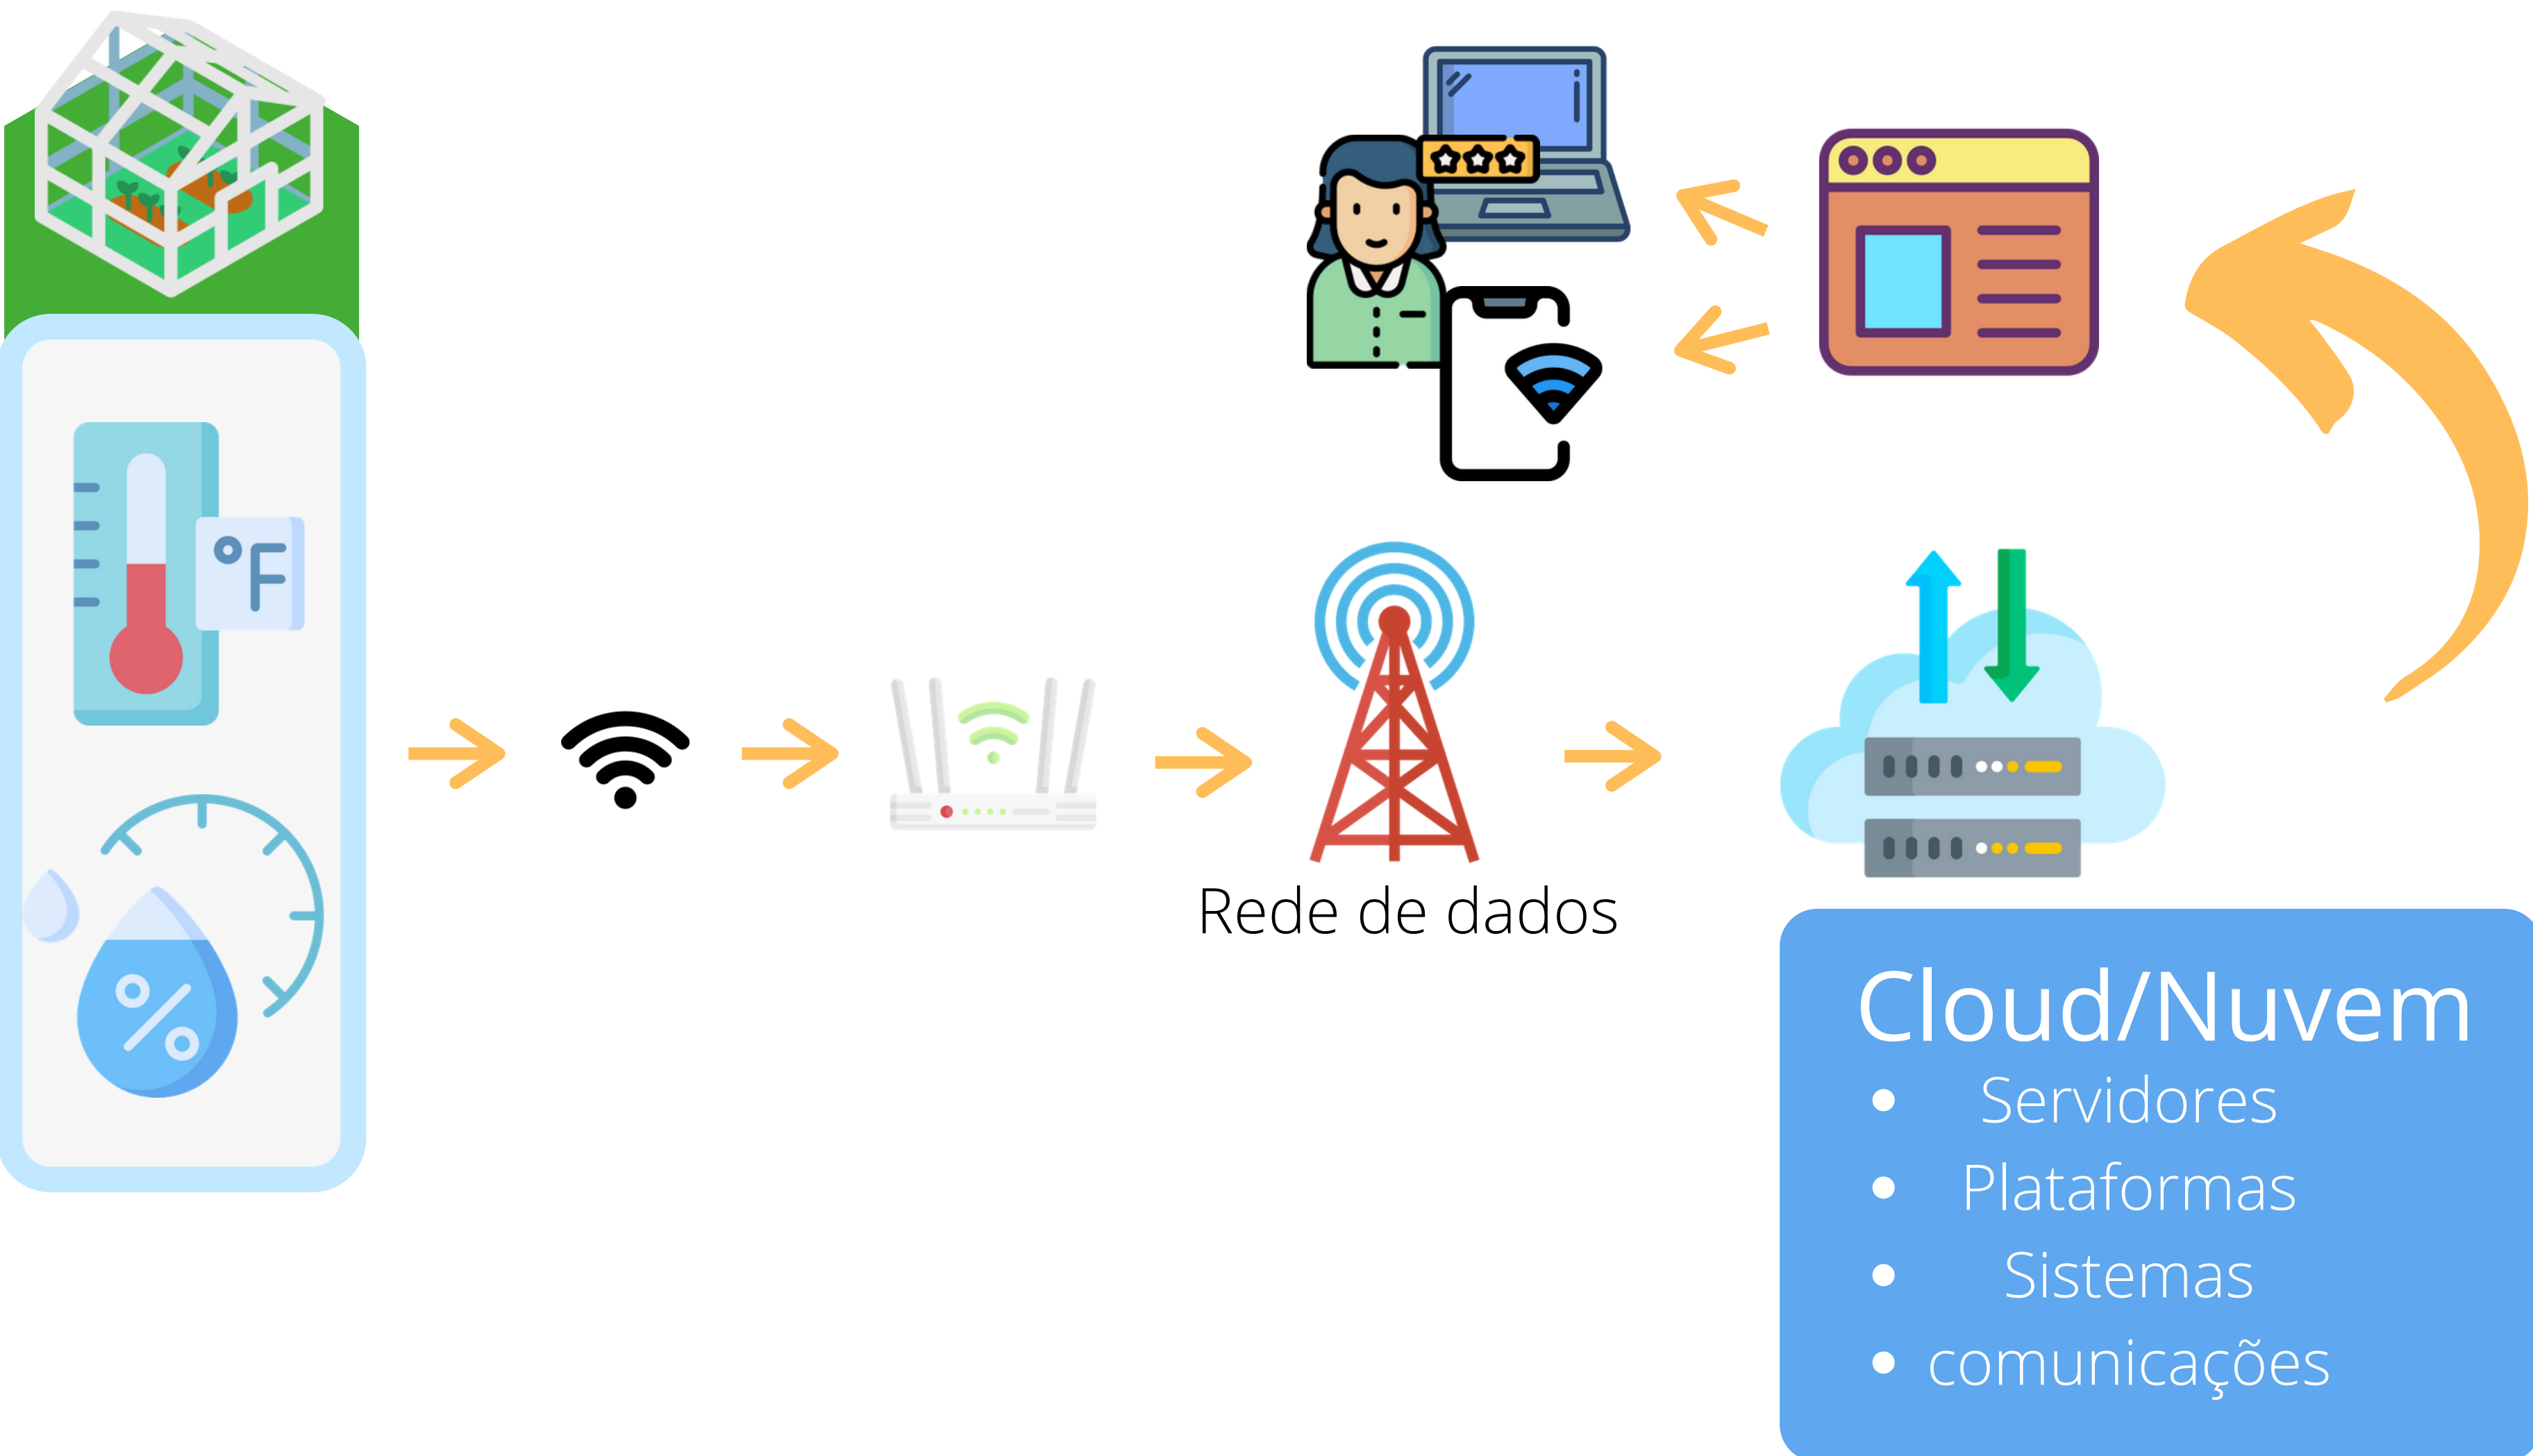 °F
%
Rede de dados
Cloud/Nuvem
• Servidores
• Plataformas
• Sistemas
• comunicações